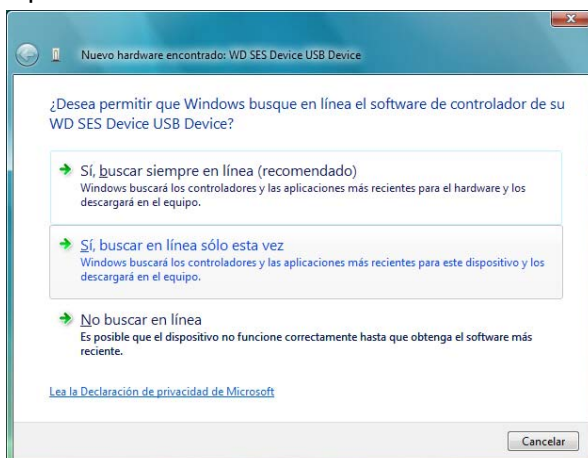 Nuevo hardware encontrado: WD SES Device USB Device
¿Desea permitir que Windows busque en línea el software de controlador de su
WD SES Device USB Device?
Sí, buscar siempre en línea (recomendado)
Windows buscará los controladores y las aplicaciones más recientes para el hardware y los
descargará en el equipo.
Sí, buscar en línea sólo esta vez
Windows buscará los controladores y las aplicaciones más recientes para este dispositivo y los
descargará en el equipo.
No buscar en línea
Es posible que el dispositivo no funcione correctamente hasta que obtenga el software más
reciente.
Lea la Declaración de privacidad de Microsoft
Cancelar